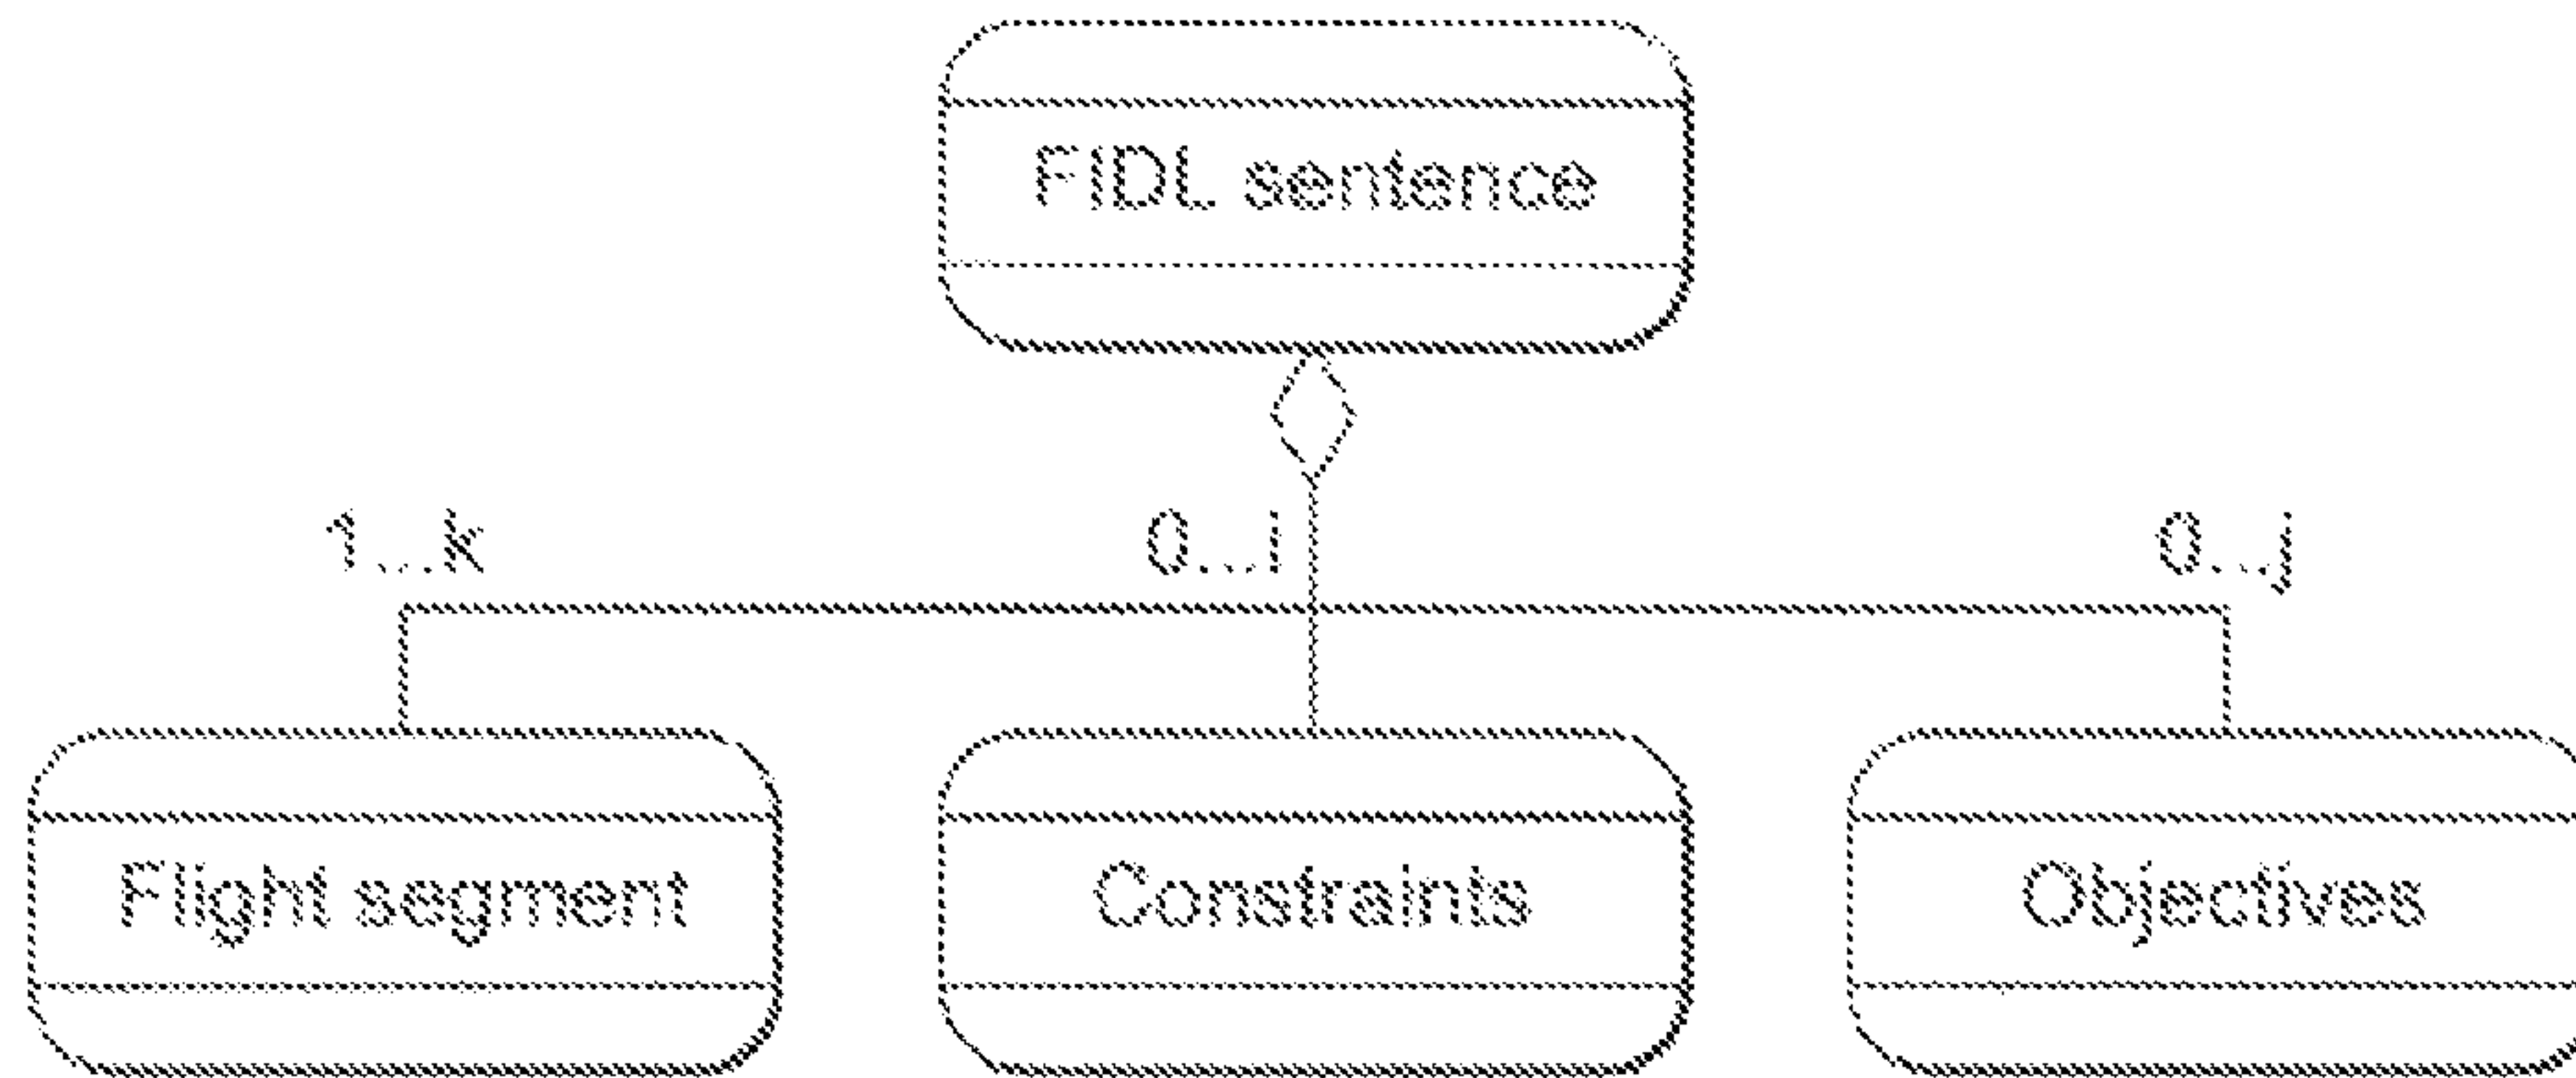 FIDL sentence
1...k
0...i
0...j
Flight segment
Constraints
Objectives